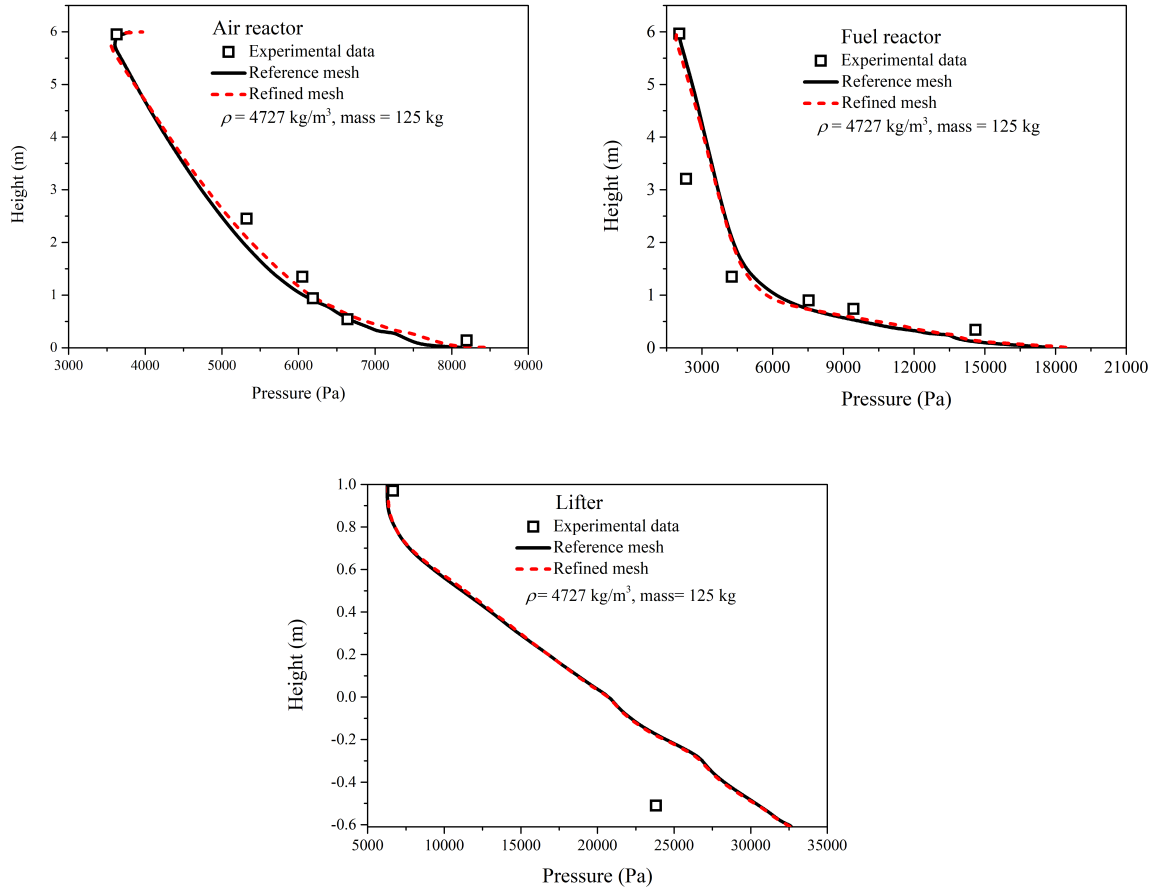 Air reactor
Experimental data
Reference mesh
Refined mesh
ρ = 4727 kg/m³, mass = 125 kg
6
5
4
3
2
1
0
Height (m)
3000 4000 5000 6000 7000 8000 9000
Pressure (Pa)
Fuel reactor
Experimental data
Reference mesh
Refined mesh
ρ = 4727 kg/m³, mass = 125 kg
6
5
4
3
2
1
0
Height (m)
3000 6000 9000 12000 15000 18000 21000
Pressure (Pa)
Lifter
Experimental data
Reference mesh
Refined mesh
ρ= 4727 kg/m³, mass= 125 kg
1.0
0.8
0.6
0.4
0.2
0.0
-0.2
-0.4
-0.6
Height (m)
5000 10000 15000 20000 25000 30000 35000
Pressure (Pa)